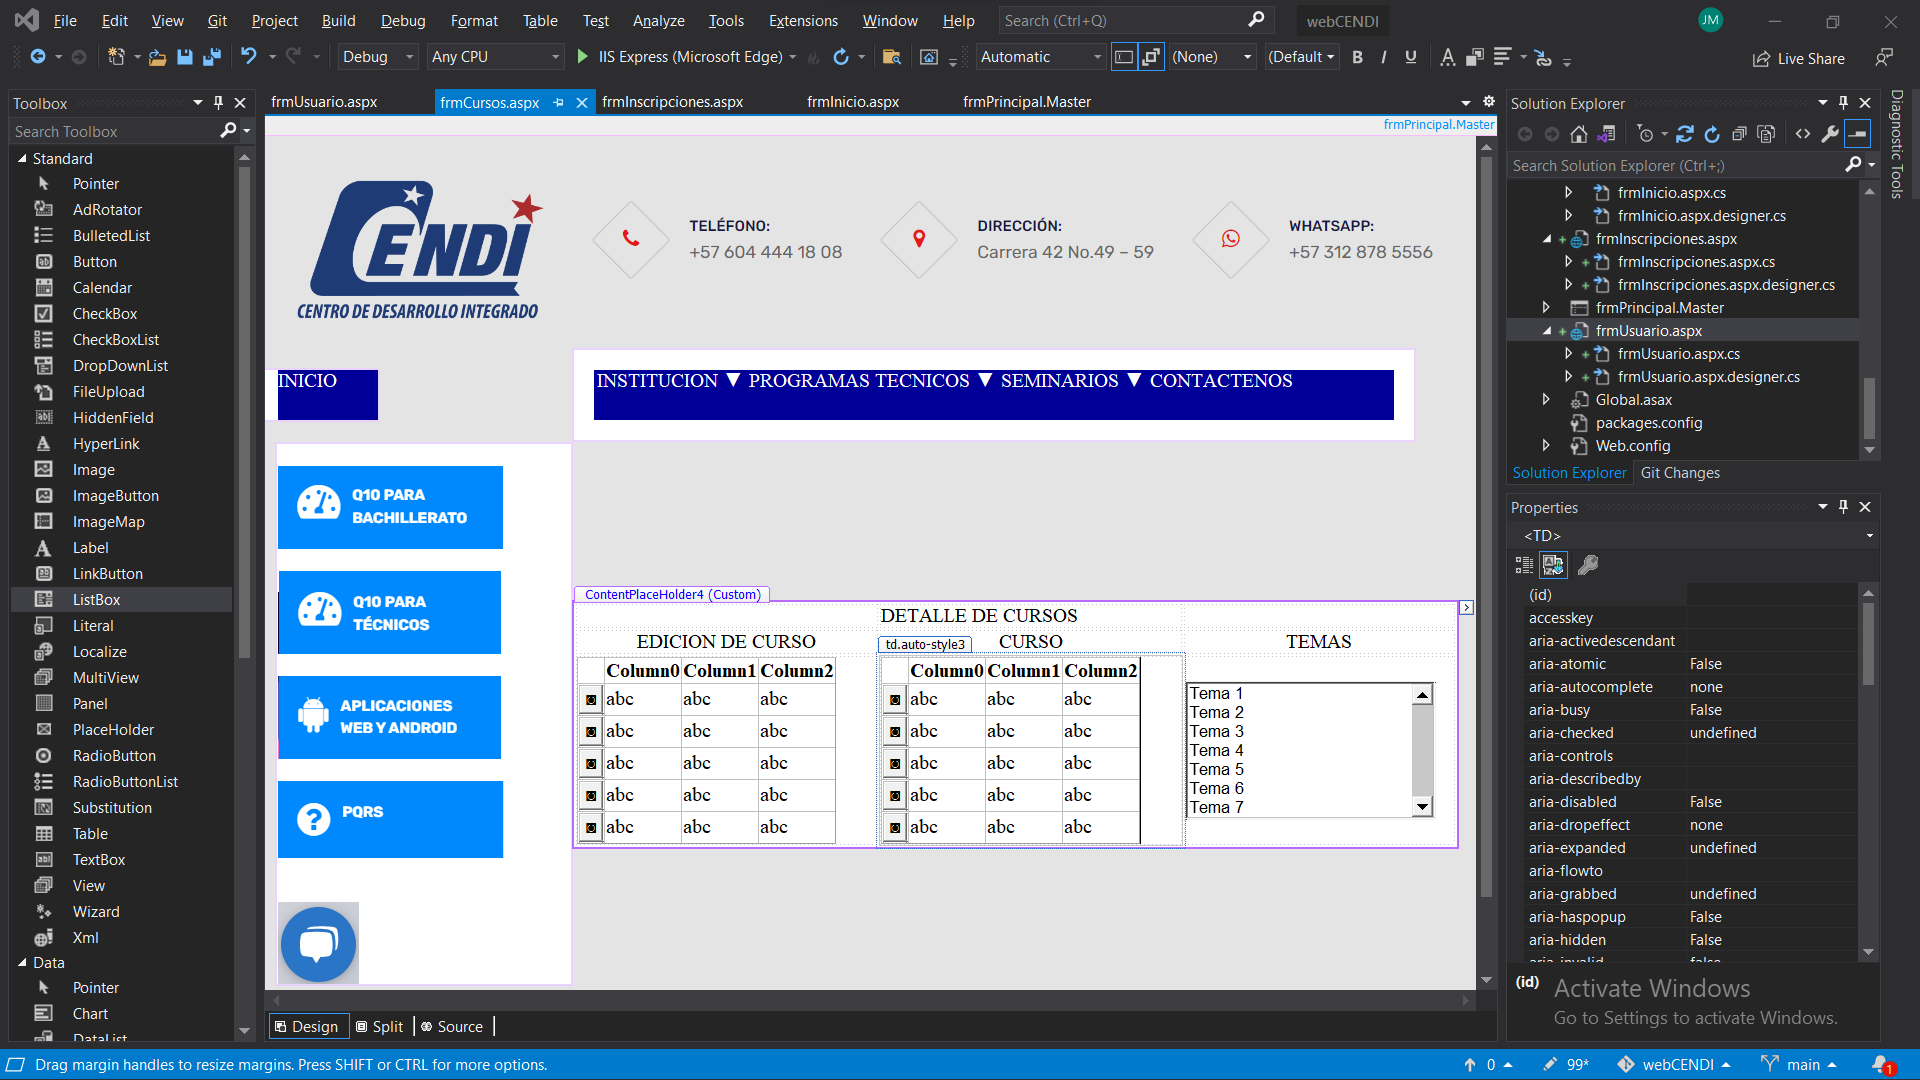 File Edit View Git Project Build Debug Format Table Test Analyze Tools Extensions Window Help Search (Ctrl+Q) webCENDI JM
Debug Any CPU IIS Express (Microsoft Edge) Automatic (None) (Default B I U Live Share
Toolbox
Search Toolbox
Standard
Pointer
AdRotator
BulletedList
Button
Calendar
CheckBox
CheckBoxList
DropDownList
FileUpload
HiddenField
HyperLink
Image
ImageButton
ImageMap
Label
LinkButton
ListBox
Literal
Localize
MultiView
Panel
PlaceHolder
RadioButton
RadioButtonList
Substitution
Table
TextBox
View
Wizard
Xml
Data
Pointer
Chart
DataList
frmUsuario.aspx frmCursos.aspx frmInscripciones.aspx frmInicio.aspx frmPrincipal.Master
frmPrincipal.Master
CENDI
CENTRO DE DESARROLLO INTEGRADO
TELÉFONO:
+57 604 444 18 08
DIRECCIÓN:
Carrera 42 No.49 – 59
WHATSAPP:
+57 312 878 5556
INICIO
INSTITUCION ▼ PROGRAMAS TECNICOS ▼ SEMINARIOS ▼ CONTACTENOS
Q10 PARA
BACHILLERATO
Q10 PARA
TÉCNICOS
APLICACIONES
WEB Y ANDROID
PQRS
ContentPlaceHolder4 (Custom)
DETALLE DE CURSOS
EDICION DE CURSO td.auto-style3 CURSO TEMAS
Column0 Column1 Column2
abc abc abc
abc abc abc
abc abc abc
abc abc abc
abc abc abc
Column0 Column1 Column2
abc abc abc
abc abc abc
abc abc abc
abc abc abc
abc abc abc
Tema 1
Tema 2
Tema 3
Tema 4
Tema 5
Tema 6
Tema 7
Design Split Source
Solution Explorer
Search Solution Explorer (Ctrl+;)
frmInicio.aspx.cs
frmInicio.aspx.designer.cs
frmInscripciones.aspx
frmInscripciones.aspx.cs
frmInscripciones.aspx.designer.cs
frmPrincipal.Master
frmUsuario.aspx
frmUsuario.aspx.cs
frmUsuario.aspx.designer.cs
Global.asax
packages.config
Web.config
Solution Explorer Git Changes
Properties
<TD>
(id)
accesskey
aria-activedescendant
aria-atomic False
aria-autocomplete none
aria-busy False
aria-checked undefined
aria-controls
aria-describedby
aria-disabled False
aria-dropeffect none
aria-expanded undefined
aria-flowto
aria-grabbed undefined
aria-haspopup False
aria-hidden False
aria-invalid false
(id)
Activate Windows
Go to Settings to activate Windows.
Diagnostic Tools
Drag margin handles to resize margins. Press SHIFT or CTRL for more options. 0 99* webCENDI main 1